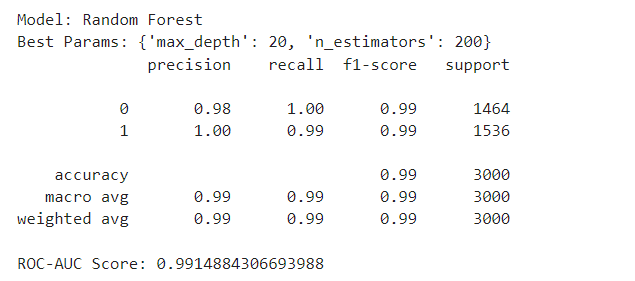 Model: Random Forest
Best Params: {'max_depth': 20, 'n_estimators': 200}
precision recall f1-score support
0 0.98 1.00 0.99 1464
1 1.00 0.99 0.99 1536
accuracy 0.99 3000
macro avg 0.99 0.99 0.99 3000
weighted avg 0.99 0.99 0.99 3000
ROC-AUC Score: 0.9914884306693988